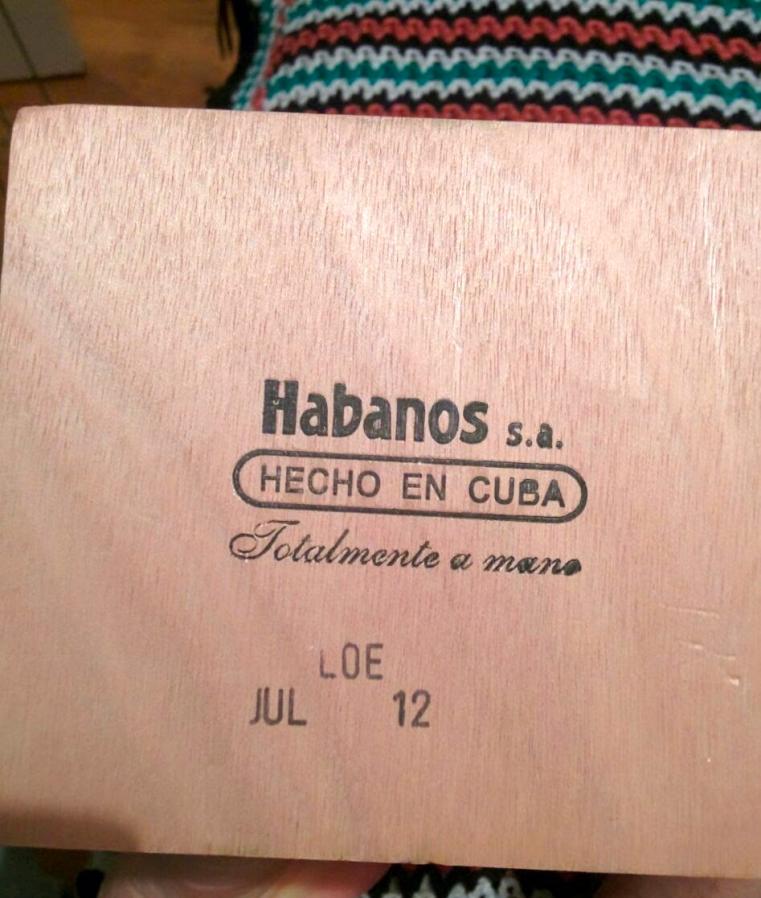 Habanos s.a.
HECHO EN CUBA
Totalmente a mano
LOE
JUL 12